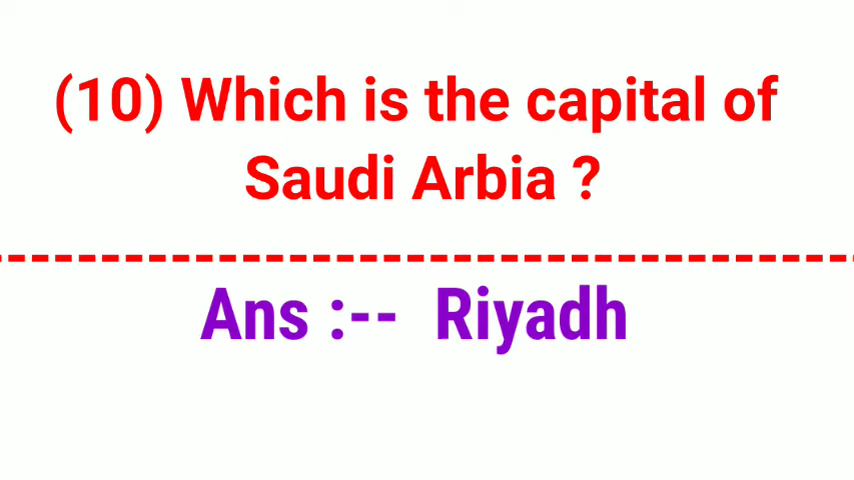 (10) Which is the capital of
Saudi Arbia ?
Ans :-- Riyadh